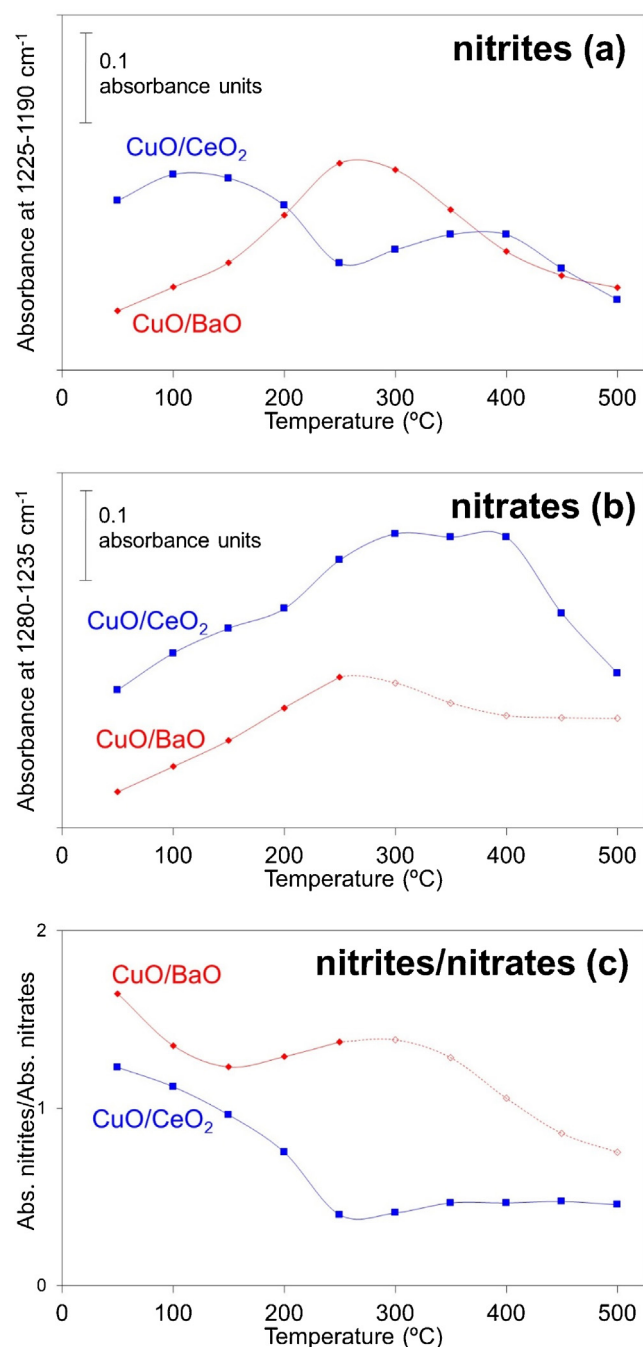 nitrites (a)
0.1
absorbance units
CuO/CeO₂
CuO/BaO
Absorbance at 1225-1190 cm⁻¹
0 100 200 300 400 500
Temperature (ºC)
nitrates (b)
0.1
absorbance units
CuO/CeO₂
CuO/BaO
Absorbance at 1280-1235 cm⁻¹
0 100 200 300 400 500
Temperature (ºC)
2
nitrites/nitrates (c)
CuO/BaO
1
CuO/CeO₂
Abs. nitrites/Abs. nitrates
0
0 100 200 300 400 500
Temperature (ºC)